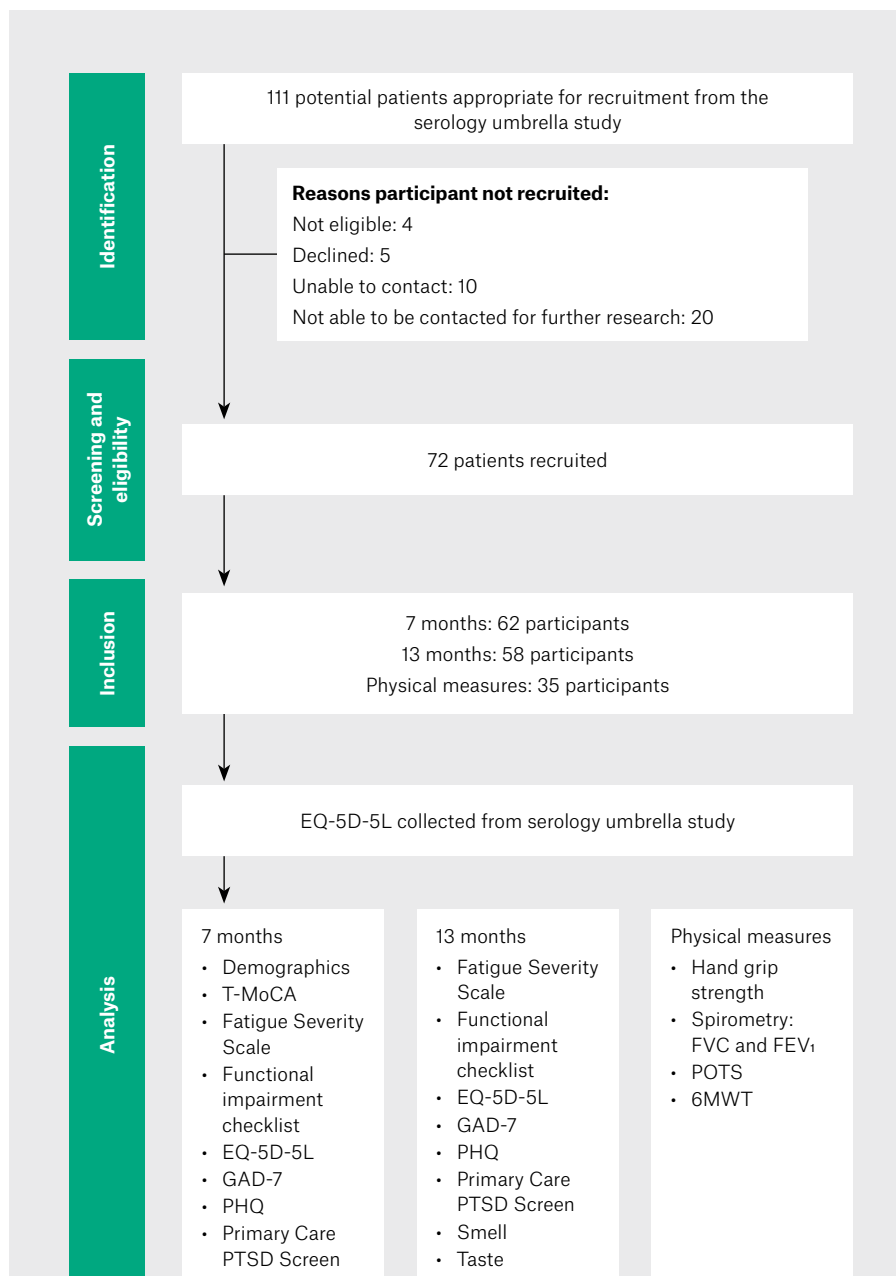 Identification
111 potential patients appropriate for recruitment from the
serology umbrella study
Reasons participant not recruited:
Not eligible: 4
Declined: 5
Unable to contact: 10
Not able to be contacted for further research: 20
Screening and
eligibility
72 patients recruited
Inclusion
7 months: 62 participants
13 months: 58 participants
Physical measures: 35 participants
Analysis
EQ-5D-5L collected from serology umbrella study
7 months
• Demographics
• T-MoCA
• Fatigue Severity
Scale
• Functional
impairment
checklist
• EQ-5D-5L
• GAD-7
• PHQ
• Primary Care
PTSD Screen
13 months
• Fatigue Severity
Scale
• Functional
impairment
checklist
• EQ-5D-5L
• GAD-7
• PHQ
• Primary Care
PTSD Screen
• Smell
• Taste
Physical measures
• Hand grip
strength
• Spirometry:
FVC and FEV₁
• POTS
• 6MWT